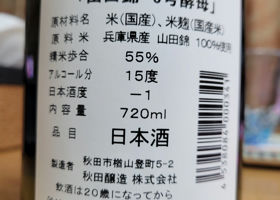 山田錦 6号酵母」
原材料名 米(国産)、米麹(国産米)
原料米 兵庫県産 山田錦 100%使用
精米歩合 55%
アルコール分 15度
日本酒度 －1
内容量 720ml
品目 日本酒
製造者 秋田市楢山登町5-2
秋田醸造 株式会社
飲酒は20歳になってから